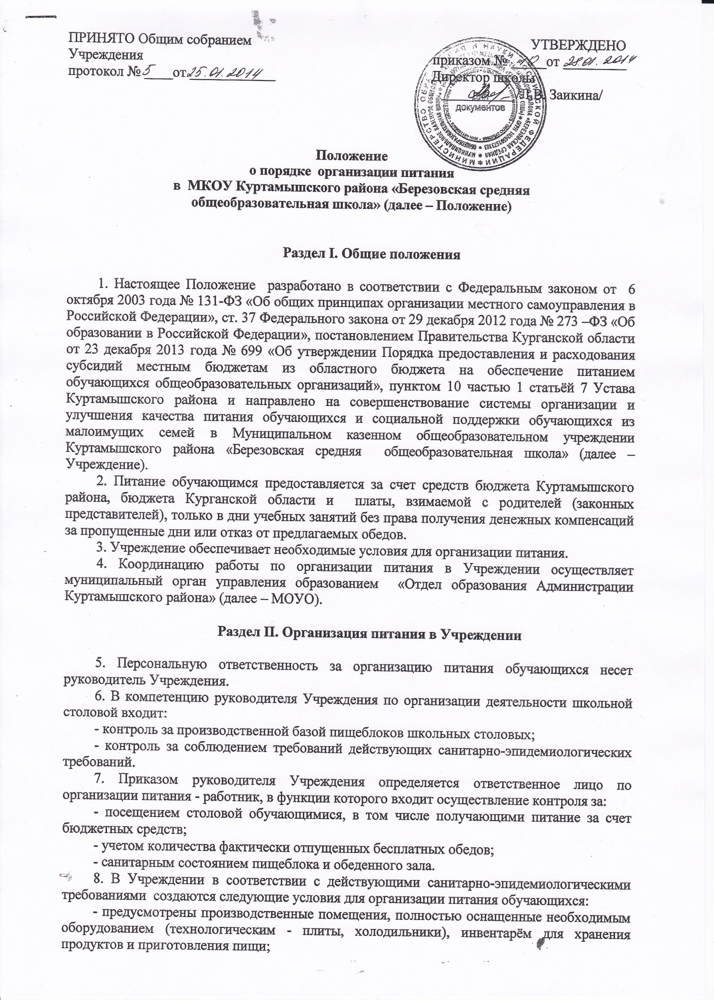 ПРИНЯТО Общим собранием
Учреждения
протокол № 5 от 25.01.2014
УТВЕРЖДЕНО
приказом № от 28.01.2014
Директор школы
Заикина/
документов
Положение
о порядке организации питания
в МКОУ Куртамышского района «Березовская средняя
общеобразовательная школа» (далее – Положение)
Раздел I. Общие положения
1. Настоящее Положение разработано в соответствии с Федеральным законом от 6
октября 2003 года № 131-ФЗ «Об общих принципах организации местного самоуправления в
Российской Федерации», ст. 37 Федерального закона от 29 декабря 2012 года № 273 –ФЗ «Об
образовании в Российской Федерации», постановлением Правительства Курганской области
от 23 декабря 2013 года № 699 «Об утверждении Порядка предоставления и расходования
субсидий местным бюджетам из областного бюджета на обеспечение питанием
обучающихся общеобразовательных организаций», пунктом 10 частью 1 статьёй 7 Устава
Куртамышского района и направлено на совершенствование системы организации и
улучшения качества питания обучающихся и социальной поддержки обучающихся из
малоимущих семей в Муниципальном казенном общеобразовательном учреждении
Куртамышского района «Березовская средняя общеобразовательная школа» (далее –
Учреждение).
2. Питание обучающимся предоставляется за счет средств бюджета Куртамышского
района, бюджета Курганской области и платы, взимаемой с родителей (законных
представителей), только в дни учебных занятий без права получения денежных компенсаций
за пропущенные дни или отказ от предлагаемых обедов.
3. Учреждение обеспечивает необходимые условия для организации питания.
4. Координацию работы по организации питания в Учреждении осуществляет
муниципальный орган управления образованием «Отдел образования Администрации
Куртамышского района» (далее – МОУО).
Раздел II. Организация питания в Учреждении
5. Персональную ответственность за организацию питания обучающихся несет
руководитель Учреждения.
6. В компетенцию руководителя Учреждения по организации деятельности школьной
столовой входит:
- контроль за производственной базой пищеблоков школьных столовых;
- контроль за соблюдением требований действующих санитарно-эпидемиологических
требований.
7. Приказом руководителя Учреждения определяется ответственное лицо по
организации питания - работник, в функции которого входит осуществление контроля за:
- посещением столовой обучающимися, в том числе получающими питание за счет
бюджетных средств;
- учетом количества фактически отпущенных бесплатных обедов;
- санитарным состоянием пищеблока и обеденного зала.
8. В Учреждении в соответствии с действующими санитарно-эпидемиологическими
требованиями создаются следующие условия для организации питания обучающихся:
- предусмотрены производственные помещения, полностью оснащенные необходимым
оборудованием (технологическим - плиты, холодильники), инвентарём для хранения
продуктов и приготовления пищи;